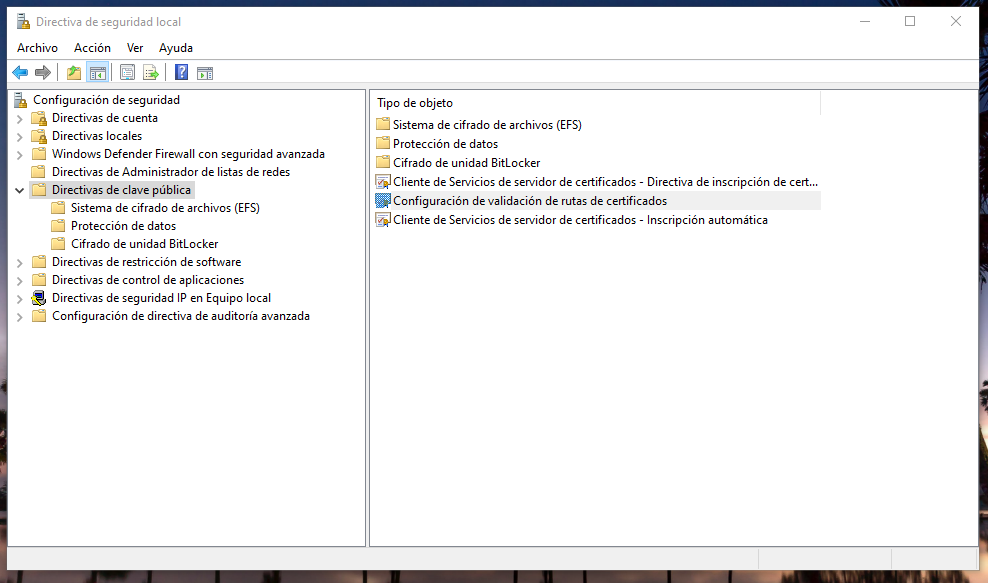 Directiva de seguridad local
Archivo Acción Ver Ayuda
Configuración de seguridad
Directivas de cuenta
Directivas locales
Windows Defender Firewall con seguridad avanzada
Directivas de Administrador de listas de redes
Directivas de clave pública
Sistema de cifrado de archivos (EFS)
Protección de datos
Cifrado de unidad BitLocker
Directivas de restricción de software
Directivas de control de aplicaciones
Directivas de seguridad IP en Equipo local
Configuración de directiva de auditoría avanzada
Tipo de objeto
Sistema de cifrado de archivos (EFS)
Protección de datos
Cifrado de unidad BitLocker
Cliente de Servicios de servidor de certificados - Directiva de inscripción de cert...
Configuración de validación de rutas de certificados
Cliente de Servicios de servidor de certificados - Inscripción automática